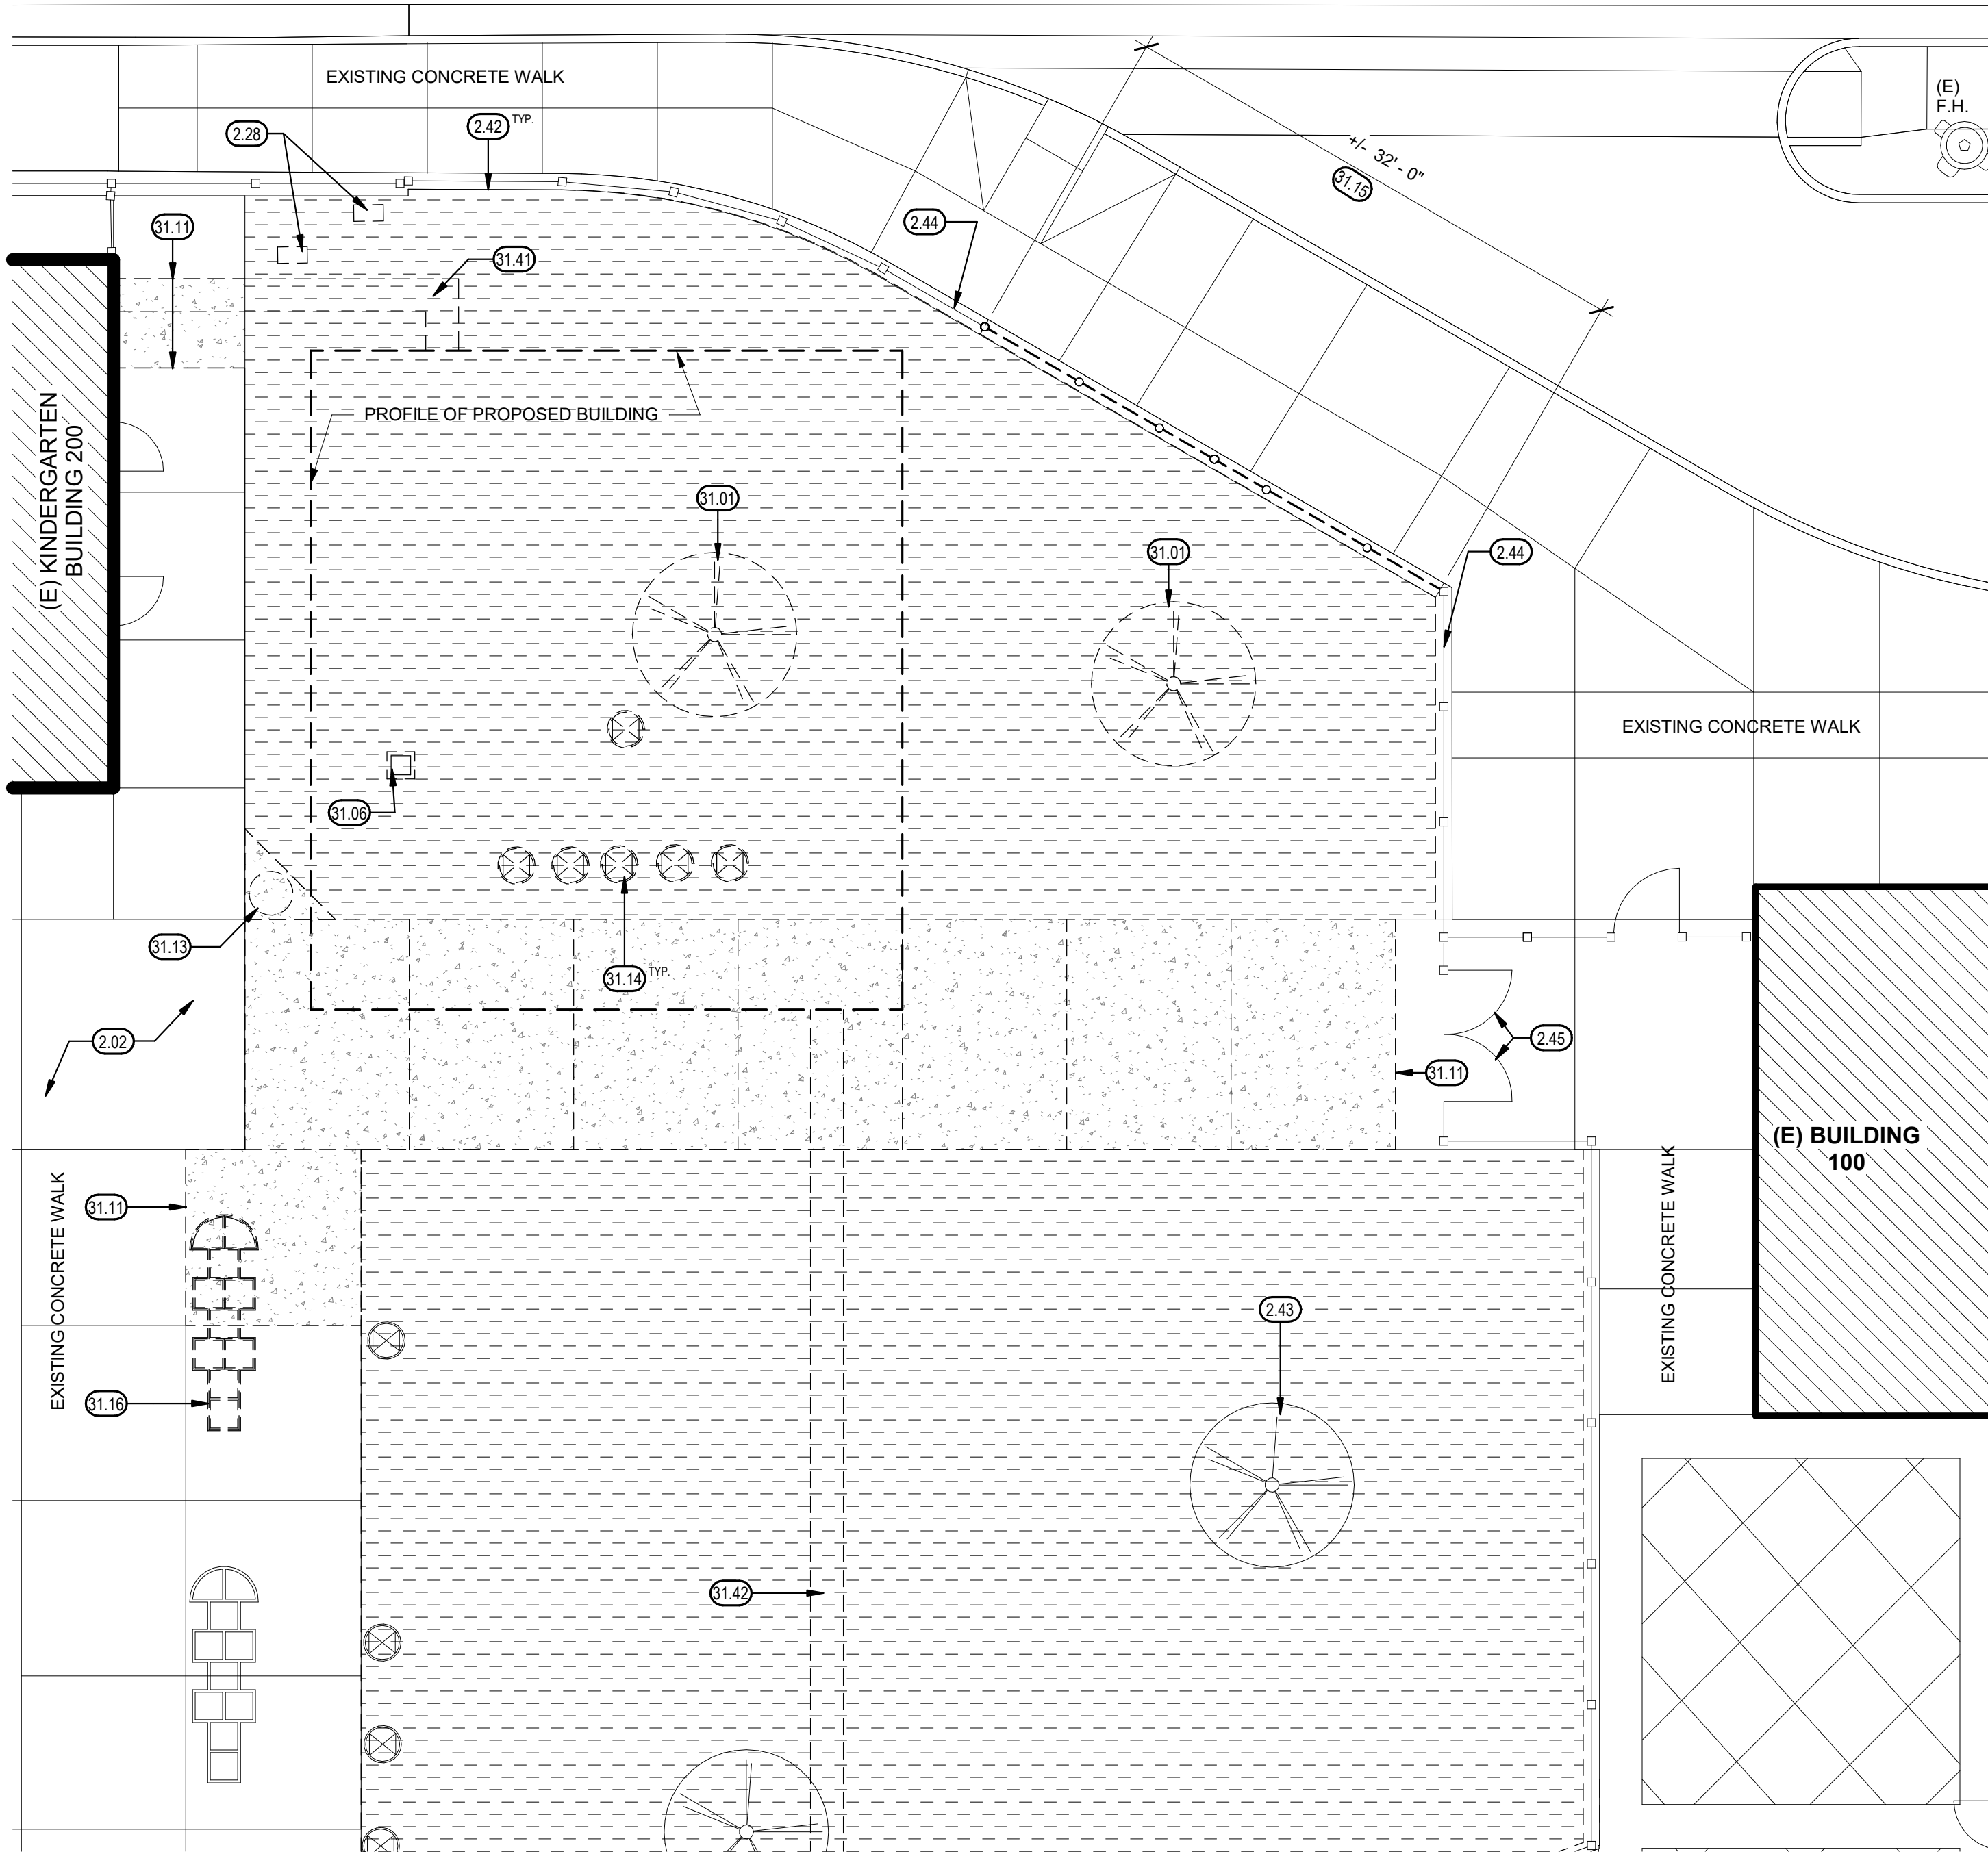 EXISTING CONCRETE WALK
(E)
F.H.
2.28
2.42 TYP.
+/- 32' - 0"
31.15
31.11
2.44
31.41
PROFILE OF PROPOSED BUILDING
(E) KINDERGARTEN
BUILDING 200
31.01
31.01
2.44
EXISTING CONCRETE WALK
31.06
31.13
31.14 TYP.
2.02
2.45
31.11
(E) BUILDING
100
31.11
EXISTING CONCRETE WALK
EXISTING CONCRETE WALK
2.43
31.16
31.42